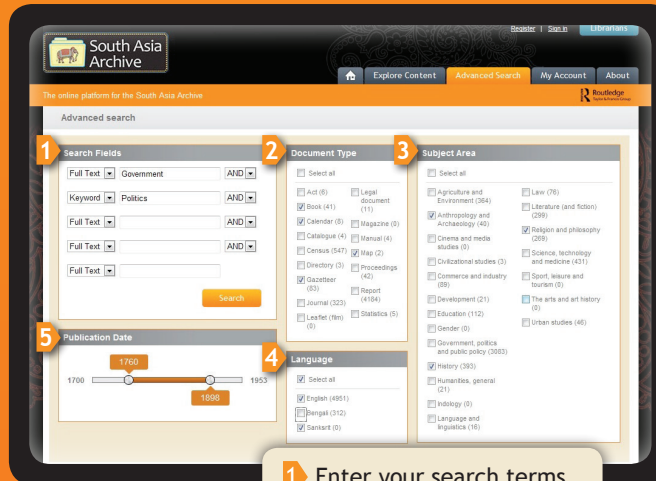 Register | Sign in Librarians
South Asia
Archive
Explore Content Advanced Search My Account About
The online platform for the South Asia Archive
Routledge
Taylor & Francis Group
Advanced search
1 Search Fields
Full Text Government AND
Keyword Politics AND
Full Text AND
Full Text AND
Full Text
Search
5 Publication Date
1760
1700 1953
1898
2 Document Type
Select all
Act (6)
Book (41)
Calendar (8)
Catalogue (4)
Census (547)
Directory (3)
Gazetteer
(83)
Journal (323)
Leaflet (film)
(0)
Legal
document
(11)
Magazine (0)
Manual (4)
Map (2)
Proceedings
(42)
Report
(4184)
Statistics (5)
4 Language
Select all
English (4951)
Bengali (312)
Sanksrit (0)
3 Subject Area
Select all
Agriculture and
Environment (364)
Anthropology and
Archaeology (40)
Cinema and media
studies (0)
Civilizational studies (3)
Commerce and industry
(89)
Development (21)
Education (112)
Gender (0)
Government, politics
and public policy (3083)
History (393)
Humanities, general
(21)
Indology (0)
Language and
linguistics (16)
Law (76)
Literature (and fiction)
(299)
Religion and philosophy
(269)
Science, technology
and medicine (431)
Sport, leisure and
tourism (0)
The arts and art history
(0)
Urban studies (46)
1 Enter your search terms